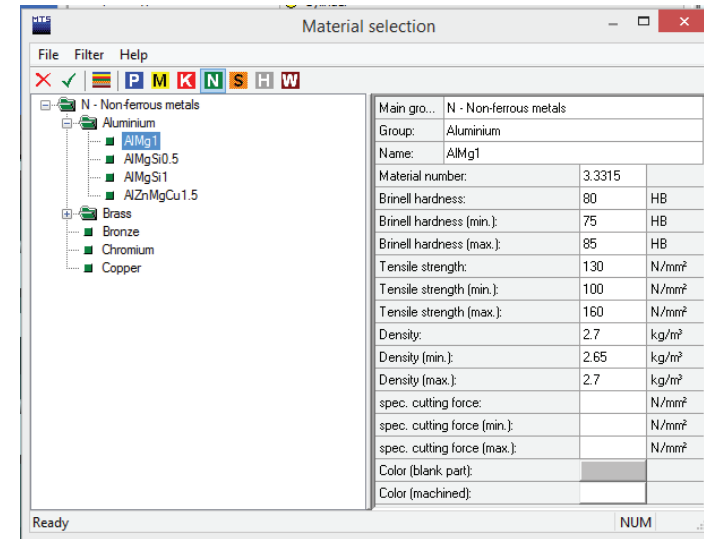 MTS
Material selection
File Filter Help
P M K N S H W
N - Non-ferrous metals
Aluminium
AlMg1
AlMgSi0.5
AlMgSi1
AlZnMgCu1.5
Brass
Bronze
Chromium
Copper
Main gro... N - Non-ferrous metals
Group: Aluminium
Name: AlMg1
Material number: 3.3315
Brinell hardness: 80 HB
Brinell hardness (min.): 75 HB
Brinell hardness (max.): 85 HB
Tensile strength: 130 N/mm²
Tensile strength (min.): 100 N/mm²
Tensile strength (max.): 160 N/mm²
Density: 2.7 kg/m³
Density (min.): 2.65 kg/m³
Density (max.): 2.7 kg/m³
spec. cutting force: N/mm²
spec. cutting force (min.): N/mm²
spec. cutting force (max.): N/mm²
Color (blank part):
Color (machined):
Ready NUM